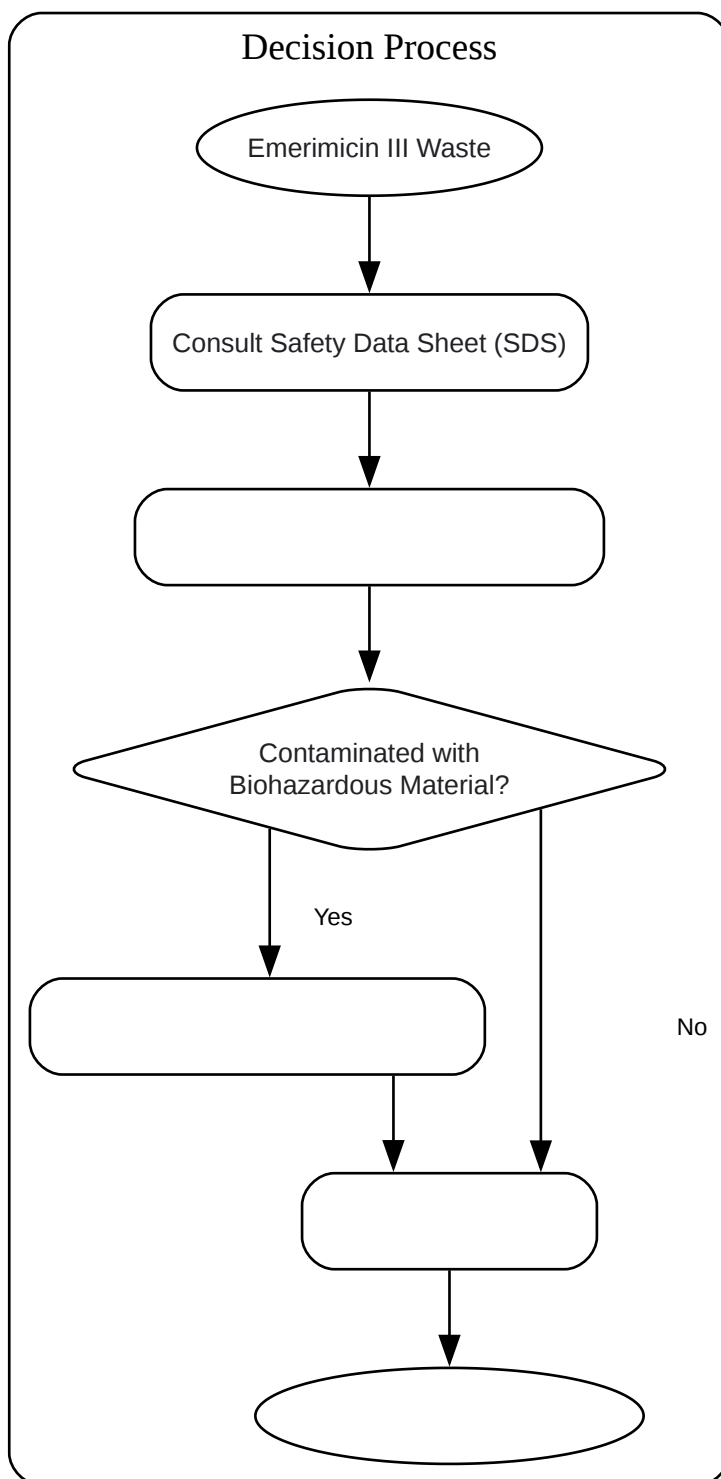 Decision Process
Emerimicin III Waste
Consult Safety Data Sheet (SDS)
Contaminated with
Biohazardous Material?
Yes
No